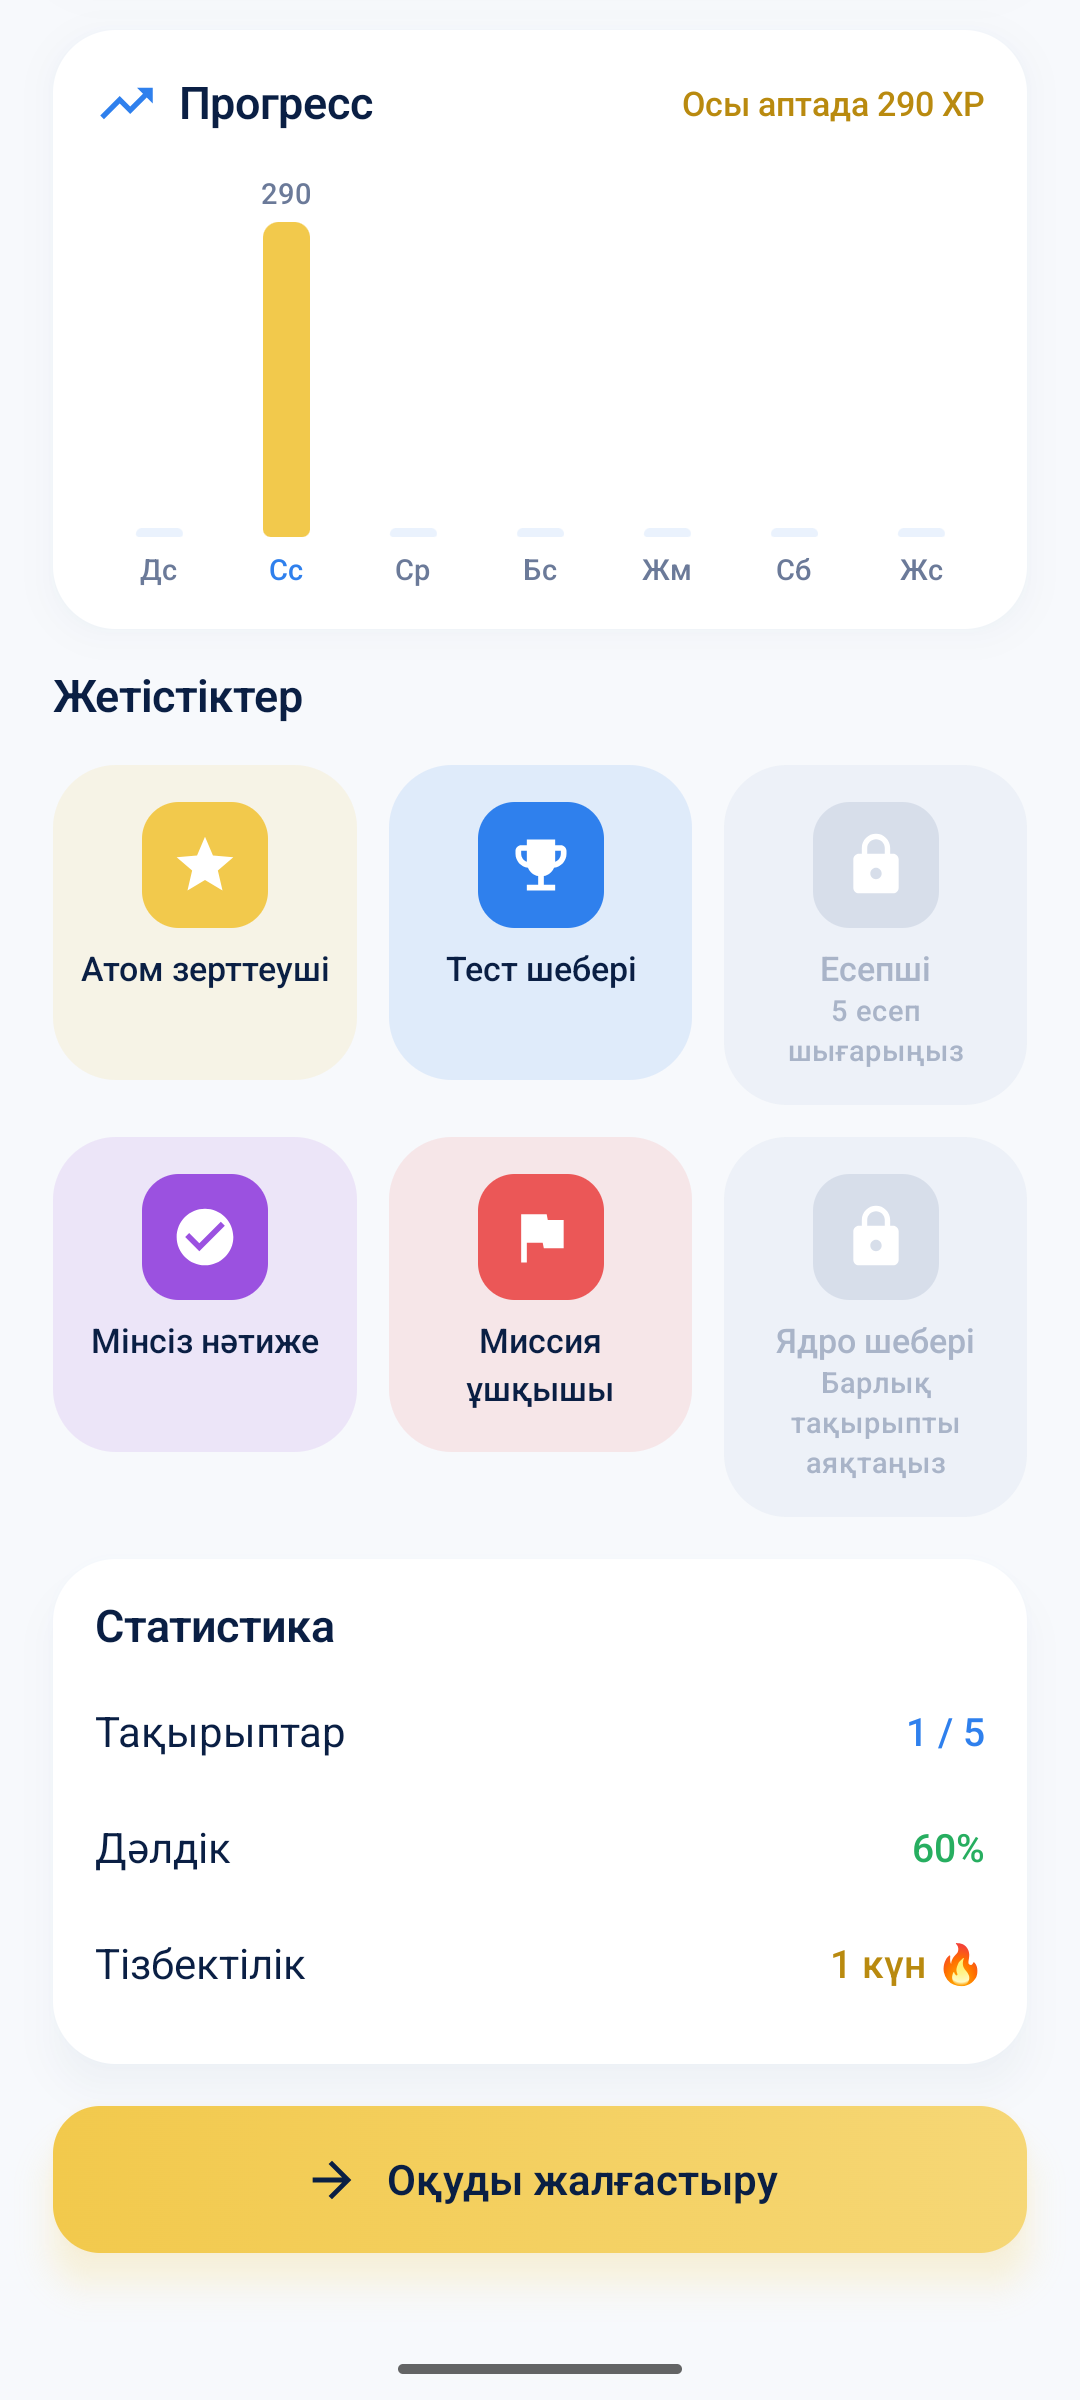 Прогресс
Осы аптада 290 XP
290
Дс
Сс
Ср
Бс
Жм
Сб
Жс
Жетістіктер
Атом зерттеуші
Тест шебері
Есепші
5 есеп
шығарыңыз
Мінсіз нәтиже
Миссия
ұшқышы
Ядро шебері
Барлық
тақырыпты
аяқтаңыз
Статистика
Тақырыптар
1 / 5
Дәлдік
60%
Тізбектілік
1 күн 🔥
Оқуды жалғастыру